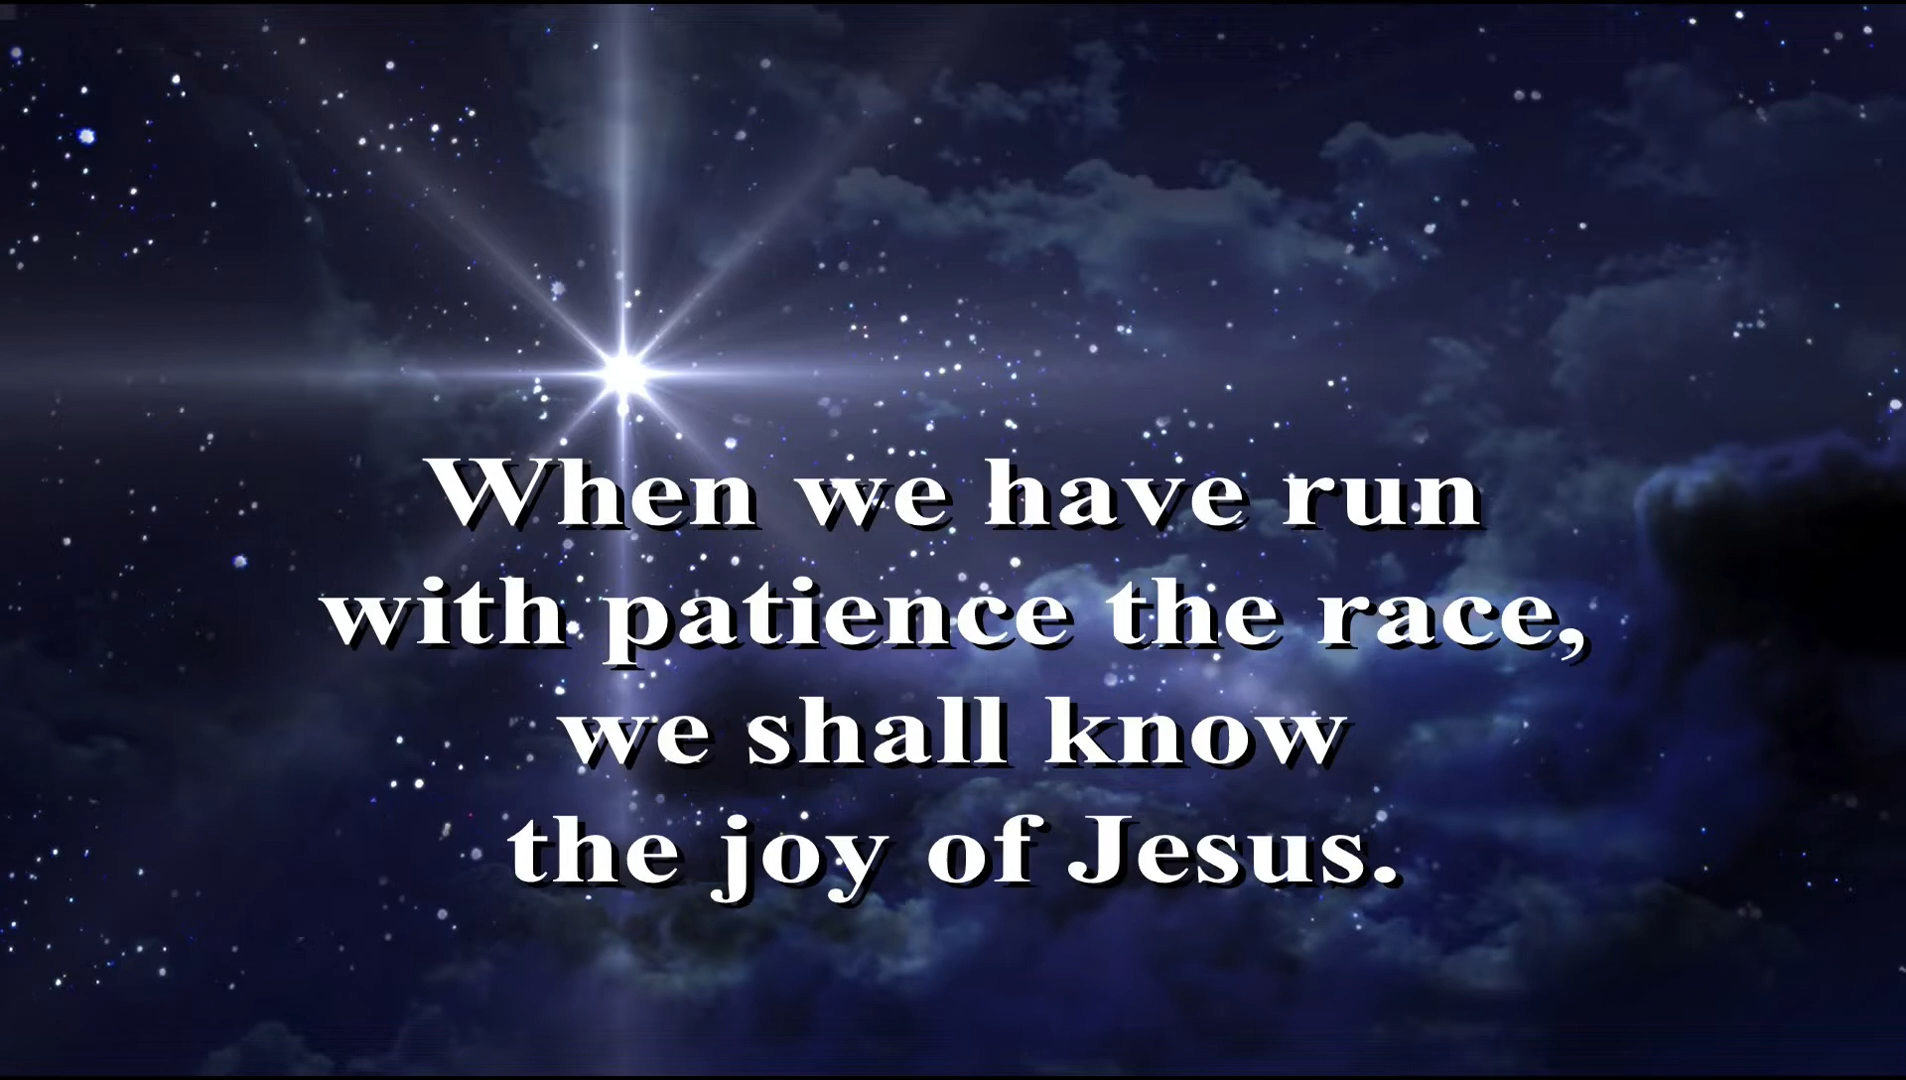 When we have run
with patience the race,
we shall know
the joy of Jesus.